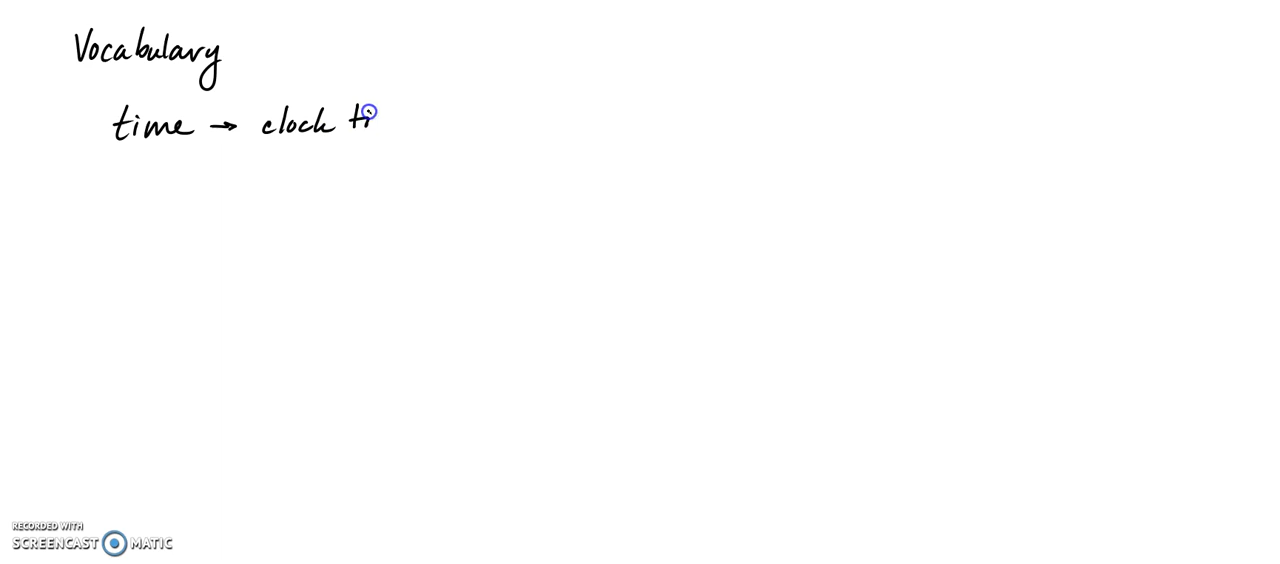 Vocabulary
time → clock ti
RECORDED WITH
SCREENCAST MATIC